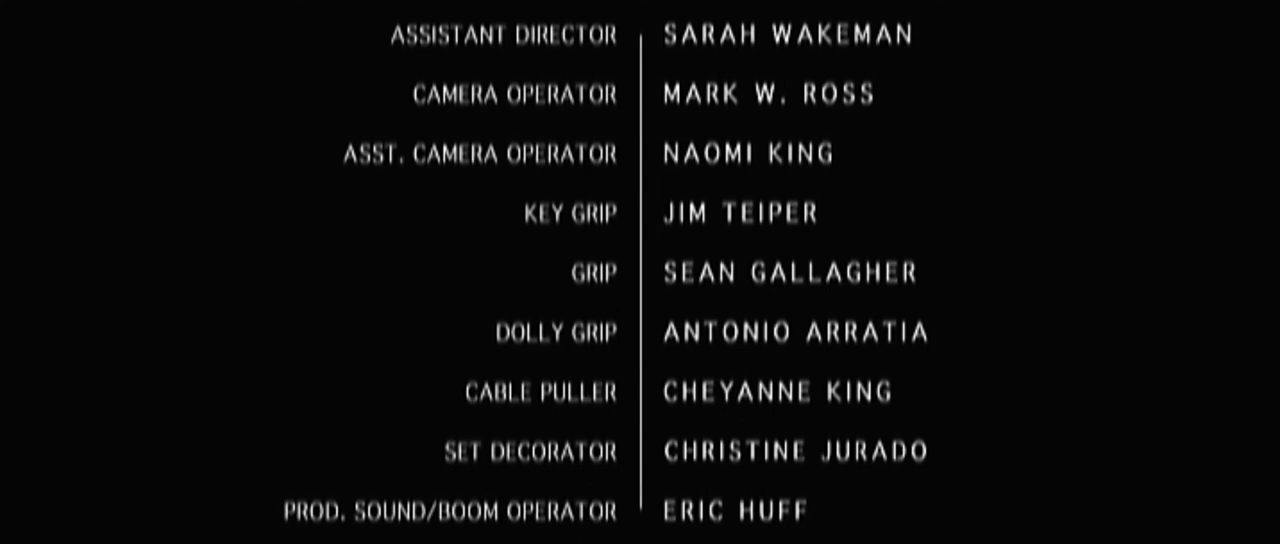 ASSISTANT DIRECTOR SARAH WAKEMAN
CAMERA OPERATOR MARK W. ROSS
ASST. CAMERA OPERATOR NAOMI KING
KEY GRIP JIM TEIPER
GRIP SEAN GALLAGHER
DOLLY GRIP ANTONIO ARRATIA
CABLE PULLER CHEYANNE KING
SET DECORATOR CHRISTINE JURADO
PROD. SOUND/BOOM OPERATOR ERIC HUFF